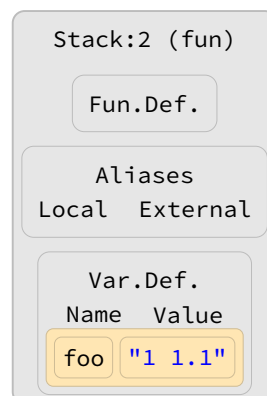 Stack:2 (fun)
Fun.Def.
Aliases
Local External
Var.Def.
Name Value
foo "1 1.1"